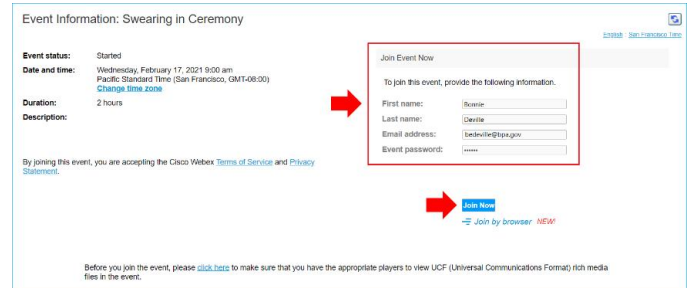 Event Information: Swearing in Ceremony
English : San Francisco Time
Event status: Started
Date and time: Wednesday, February 17, 2021 9:00 am
Pacific Standard Time (San Francisco, GMT-08:00)
Change time zone
Duration: 2 hours
Description:
By joining this event, you are accepting the Cisco Webex Terms of Service and Privacy
Statement.
Join Event Now
To join this event, provide the following information.
First name: Bonnie
Last name: Deville
Email address: bedeville@bpa.gov
Event password: ••••••
Join Now
Join by browser NEW!
Before you join the event, please click here to make sure that you have the appropriate players to view UCF (Universal Communications Format) rich media
files in the event.